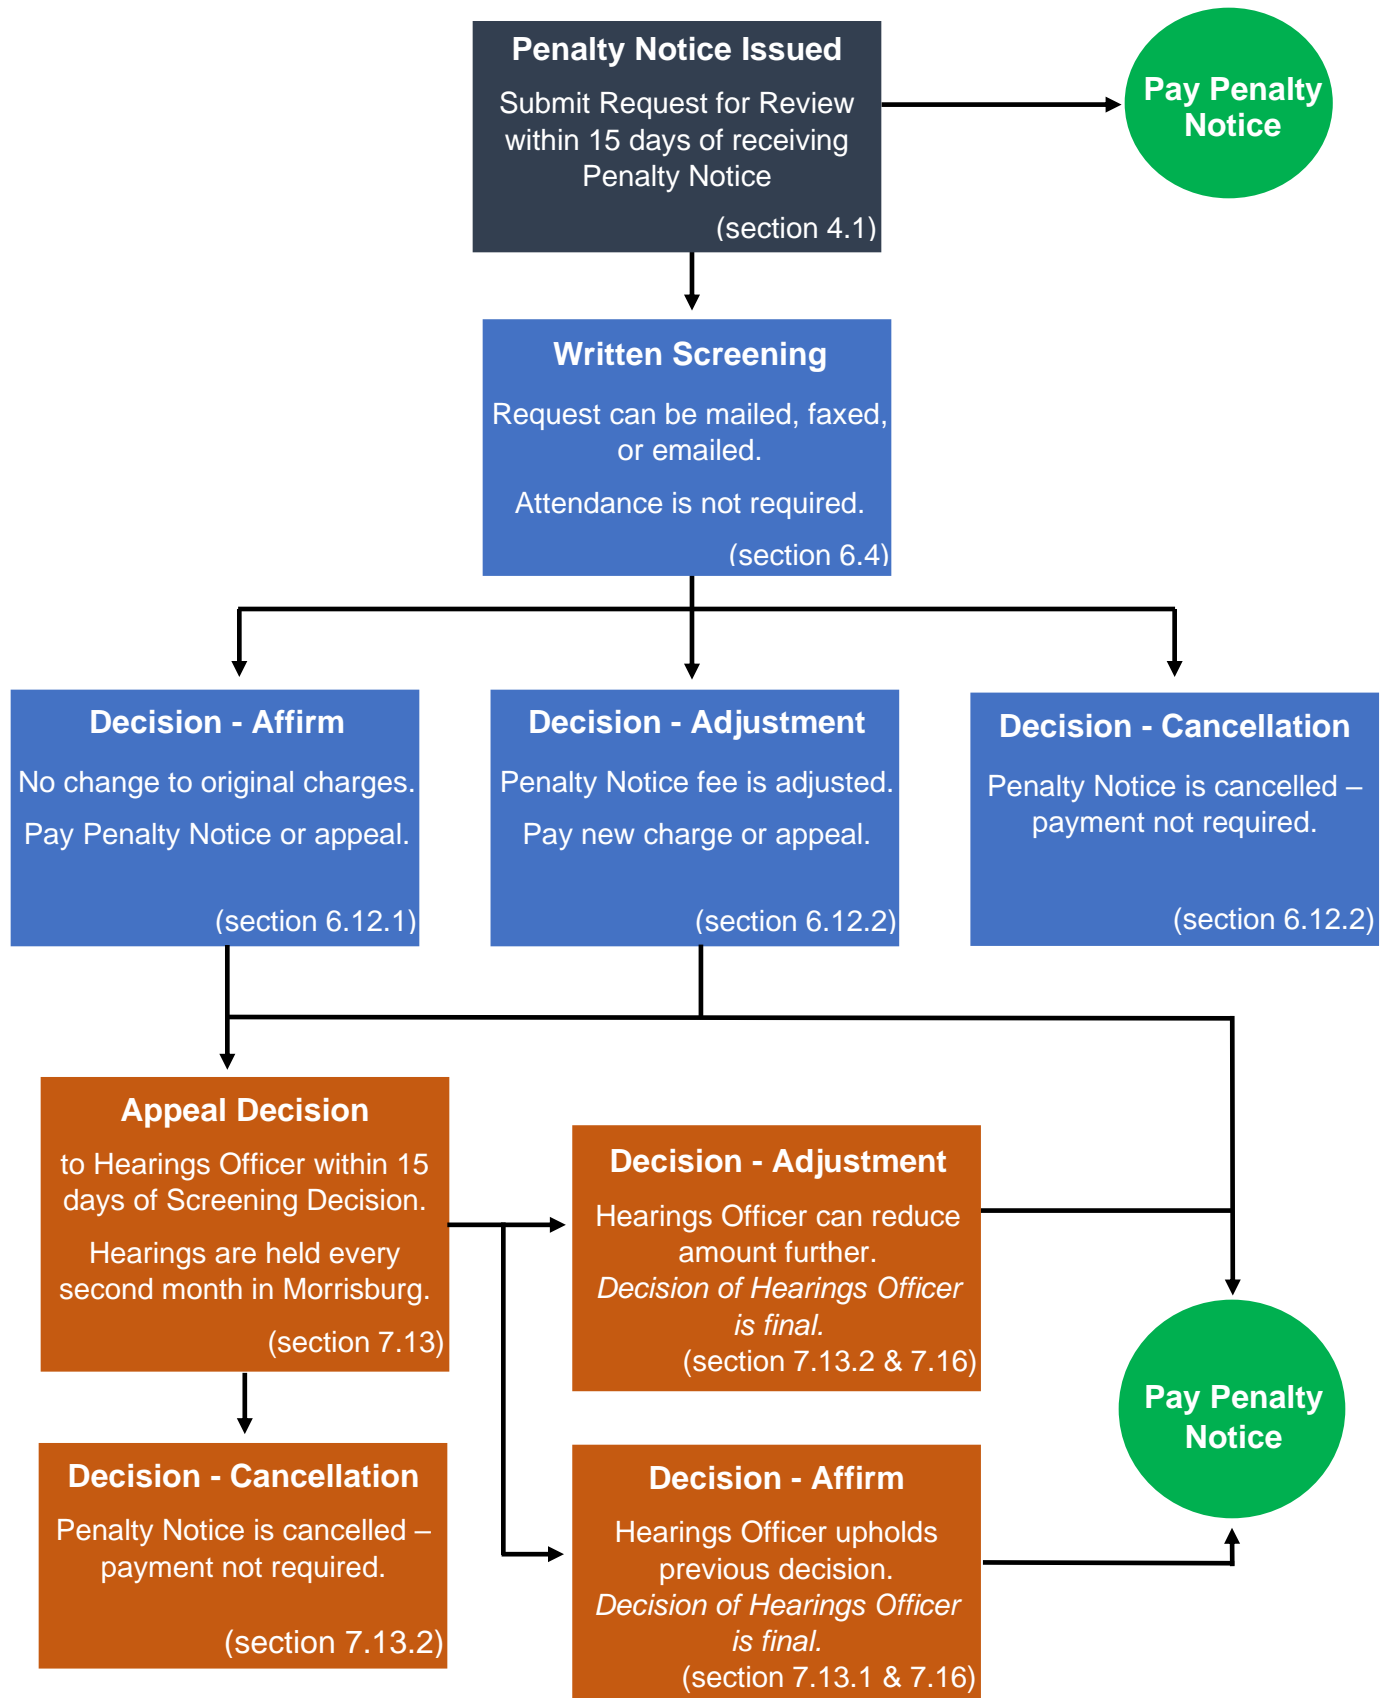 Penalty Notice Issued
Submit Request for Review
within 15 days of receiving
Penalty Notice
(section 4.1)
Pay Penalty
Notice
Written Screening
Request can be mailed, faxed,
or emailed.
Attendance is not required.
(section 6.4)
Decision - Affirm
No change to original charges.
Pay Penalty Notice or appeal.
(section 6.12.1)
Decision - Adjustment
Penalty Notice fee is adjusted.
Pay new charge or appeal.
(section 6.12.2)
Decision - Cancellation
Penalty Notice is cancelled –
payment not required.
(section 6.12.2)
Appeal Decision
to Hearings Officer within 15
days of Screening Decision.
Hearings are held every
second month in Morrisburg.
(section 7.13)
Decision - Adjustment
Hearings Officer can reduce
amount further.
Decision of Hearings Officer
is final.
(section 7.13.2 & 7.16)
Pay Penalty
Notice
Decision - Cancellation
Penalty Notice is cancelled –
payment not required.
(section 7.13.2)
Decision - Affirm
Hearings Officer upholds
previous decision.
Decision of Hearings Officer
is final.
(section 7.13.1 & 7.16)